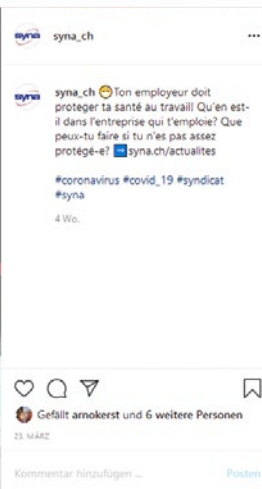 syna syna_ch
syna syna_ch 😷Ton employeur doit
proteger ta santé au travail! Qu'en est-
il dans l'entreprise qui t'emploie? Que
peux-tu faire si tu n'es pas assez
protégé-e? ➡️ syna.ch/actualites
#coronavirus #covid_19 #syndicat
#syna
4 Wo.
Gefällt arnokerst und 6 weitere Personen
23. MÄRZ
Kommentar hinzufügen ... Posten